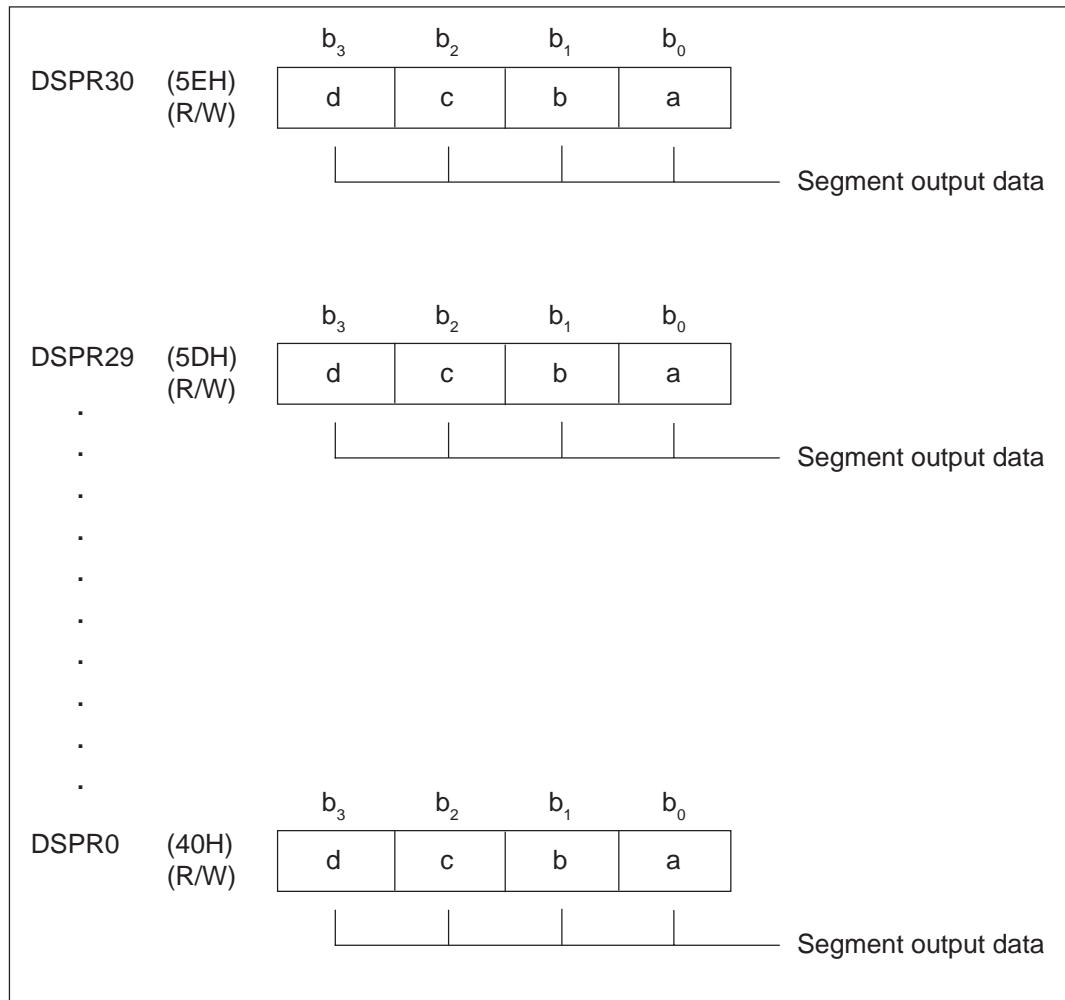 b3 b2 b1 b0
DSPR30 (5EH) d c b a
(R/W)
Segment output data
b3 b2 b1 b0
DSPR29 (5DH) d c b a
(R/W)
.
.
Segment output data
.
.
.
.
.
.
.
.
b3 b2 b1 b0
DSPR0 (40H) d c b a
(R/W)
Segment output data